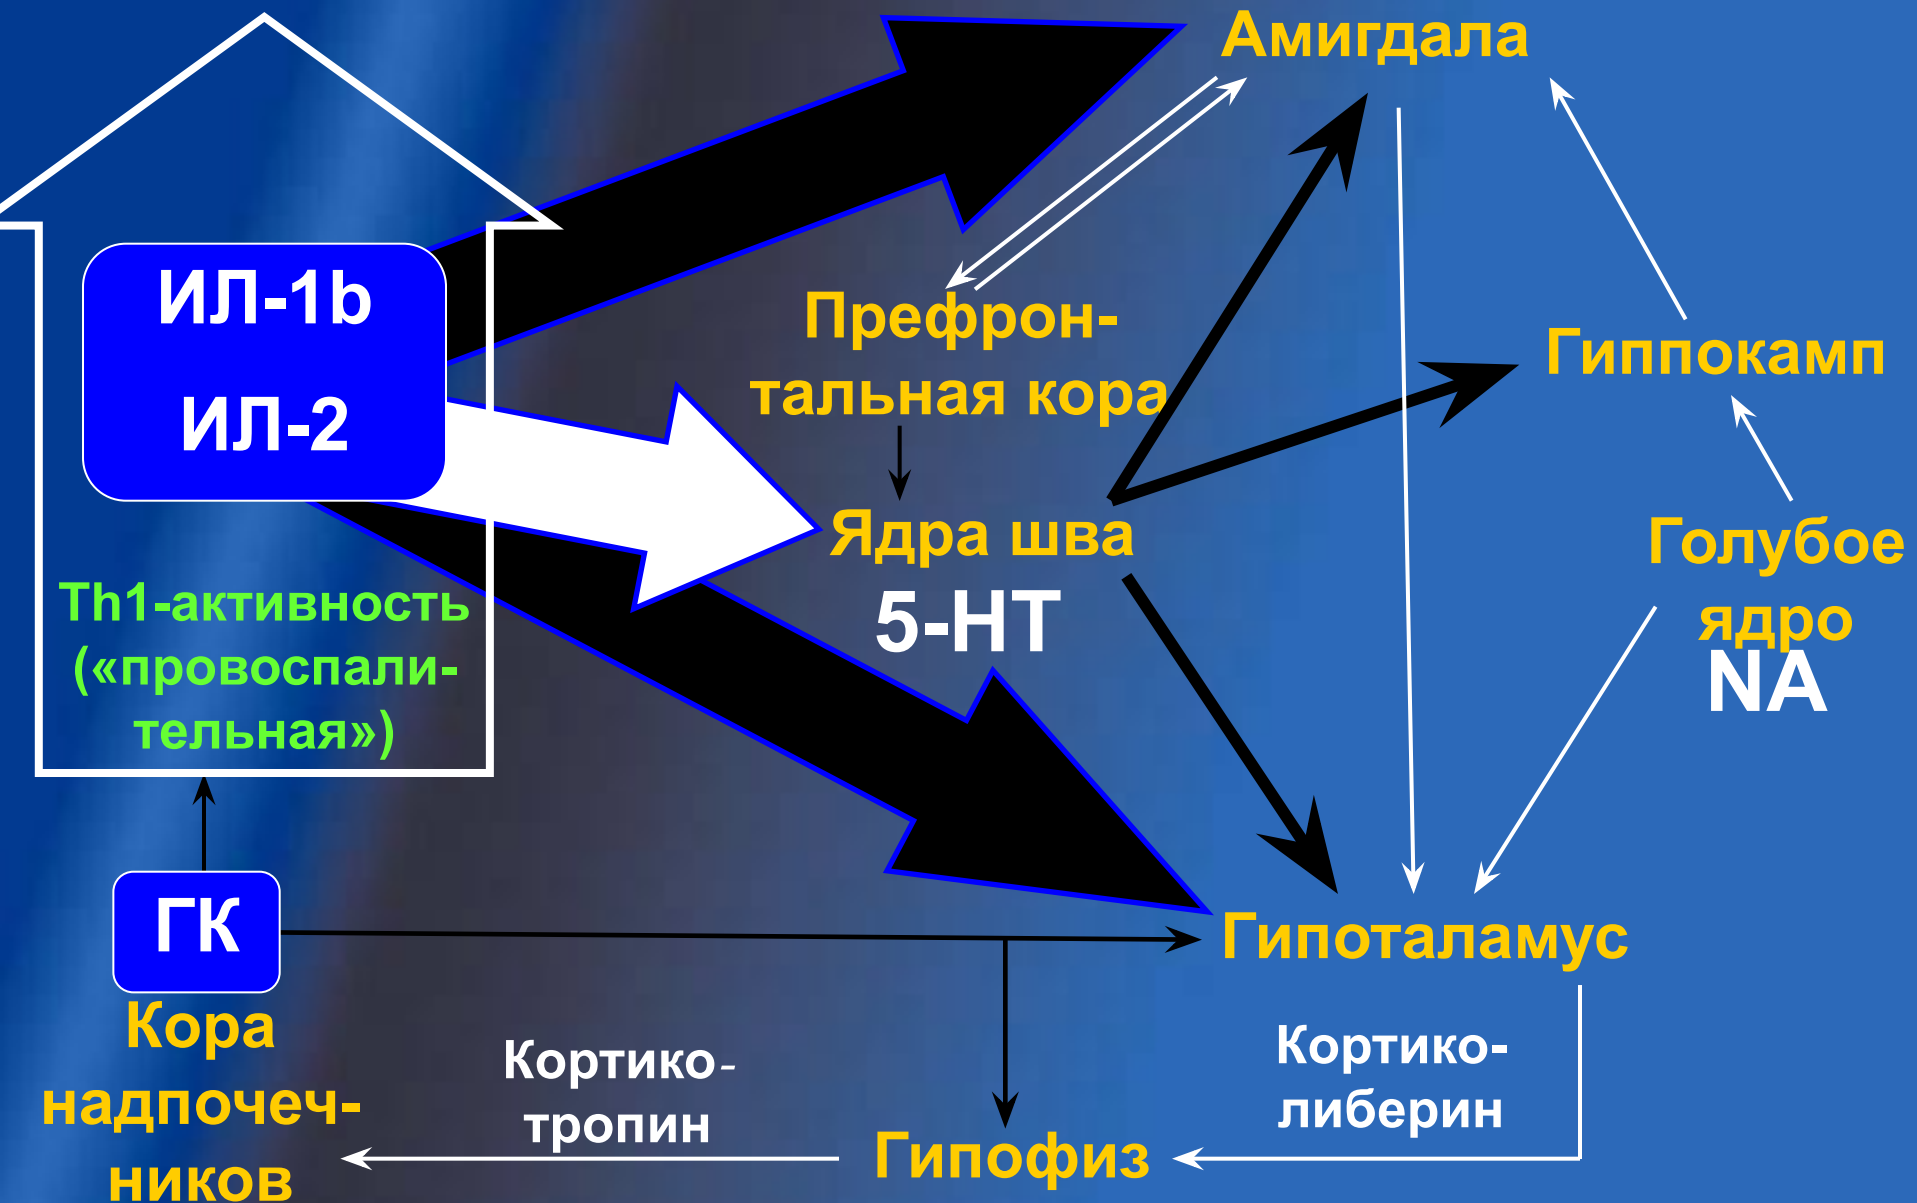 Амигдала
ИЛ-1b
ИЛ-2
Префрон-
тальная кора
Гиппокамп
Ядра шва
5-НТ
Голубое
ядро
NA
Th1-активность
(«провоспали-
тельная»)
ГК
Кора
надпочеч-
ников
Гипоталамус
Кортико-
тропин
Кортико-
либерин
Гипофиз